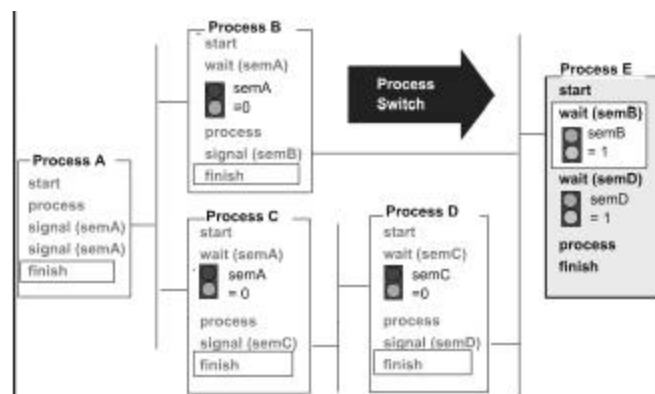 Process A
start
process
signal (semA)
signal (semA)
finish
Process B
start
wait (semA)
semA
=0
process
signal (semB)
finish
Process C
start
wait (semA)
semA
= 0
process
signal (semC)
finish
Process D
start
wait (semC)
semC
=0
process
signal (semD)
finish
Process
Switch
Process E
start
wait (semB)
semB
= 1
wait (semD)
semD
= 1
process
finish